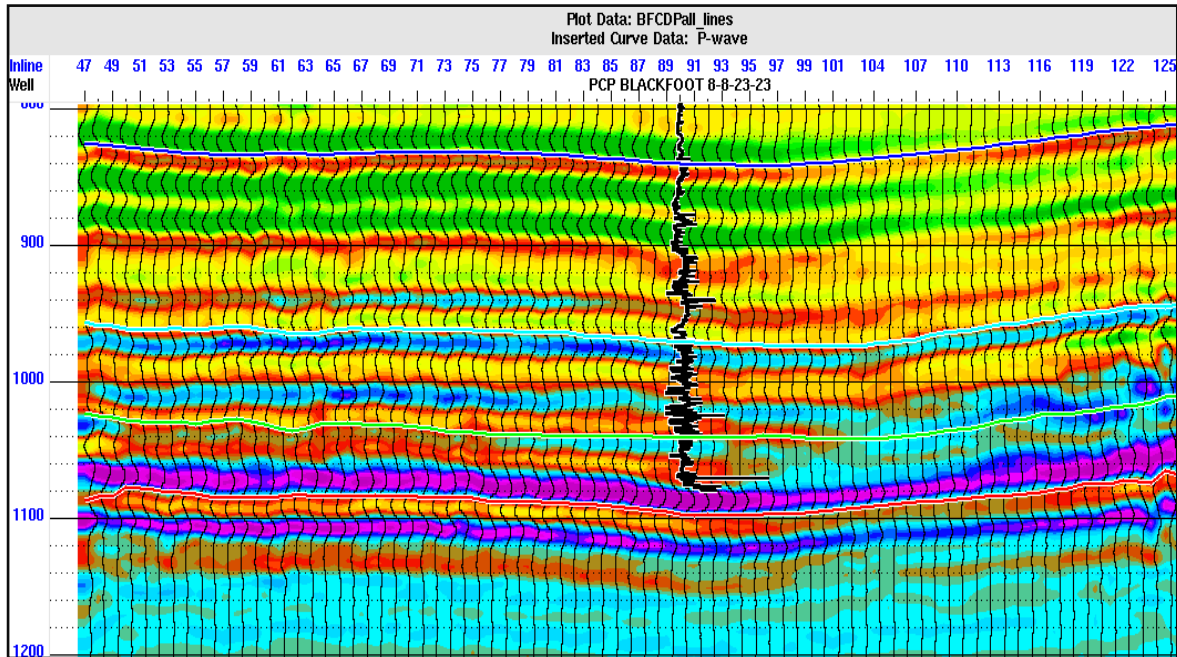 Plot Data: BFCDPall_lines
Inserted Curve Data: P-wave
Inline 47 49 51 53 55 57 59 61 63 65 67 69 71 73 75 77 79 81 83 85 87 89 91 93 95 97 99 101 104 107 110 113 116 119 122 125
Well PCP BLACKFOOT 8-8-23-23
900
1000
1100
1200